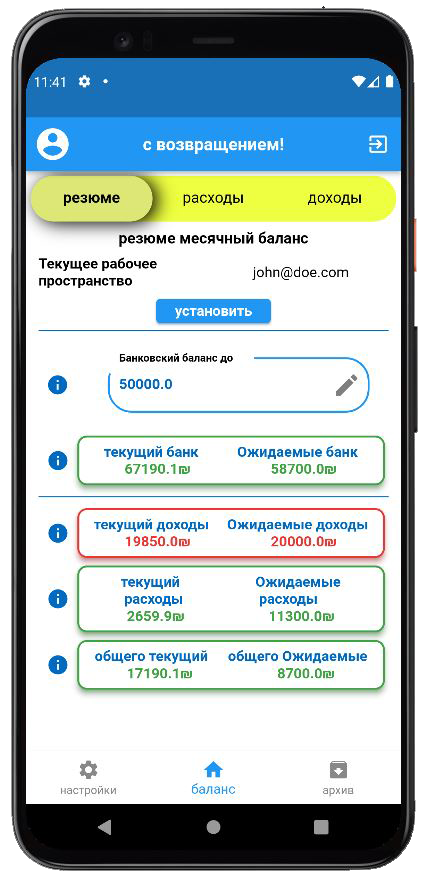 11:41
с возвращением!
резюме расходы доходы
резюме месячный баланс
Текущее рабочее
пространство
john@doe.com
установить
Банковский баланс до
50000.0
текущий банк Ожидаемые банк
67190.1₪ 58700.0₪
текущий доходы Ожидаемые доходы
19850.0₪ 20000.0₪
текущий Ожидаемые
расходы расходы
2659.9₪ 11300.0₪
общего текущий общего Ожидаемые
17190.1₪ 8700.0₪
настройки баланс архив